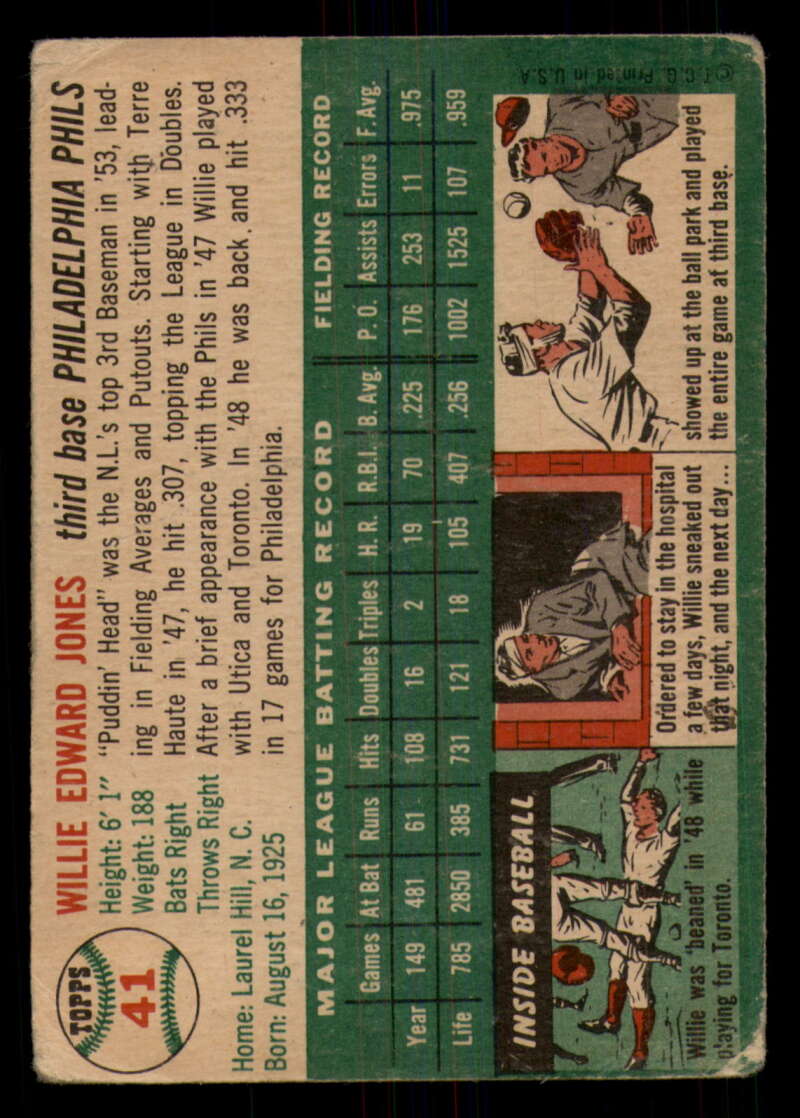 TOPPS
41
WILLIE EDWARD JONES third base PHILADELPHIA PHILS
Height: 6' 1"
Weight: 188
Bats Right
Throws Right
Home: Laurel Hill, N. C.
Born: August 16, 1925
"Puddin' Head" was the N.L.'s top 3rd Baseman in '53, lead-
ing in Fielding Averages and Putouts. Starting with Terre
Haute in '47, he hit .307, topping the League in Doubles.
After a brief appearance with the Phils in '47 Willie played
with Utica and Toronto. In '48 he was back and hit .333
in 17 games for Philadelphia.
MAJOR LEAGUE BATTING RECORD FIELDING RECORD
Games At Bat Runs Hits Doubles Triples H. R. R.B.I. B. Avg. P. O. Assists Errors F. Avg.
Year 149 481 61 108 16 2 19 70 .225 176 253 11 .975
Life 785 2850 385 731 121 18 105 407 .256 1002 1525 107 .959
INSIDE BASEBALL
Willie was 'beaned' in '48 while
playing for Toronto.
Ordered to stay in the hospital
a few days, Willie sneaked out
that night, and the next day...
showed up at the ball park and played
the entire game at third base.
©T.C.G. Printed in U.S.A